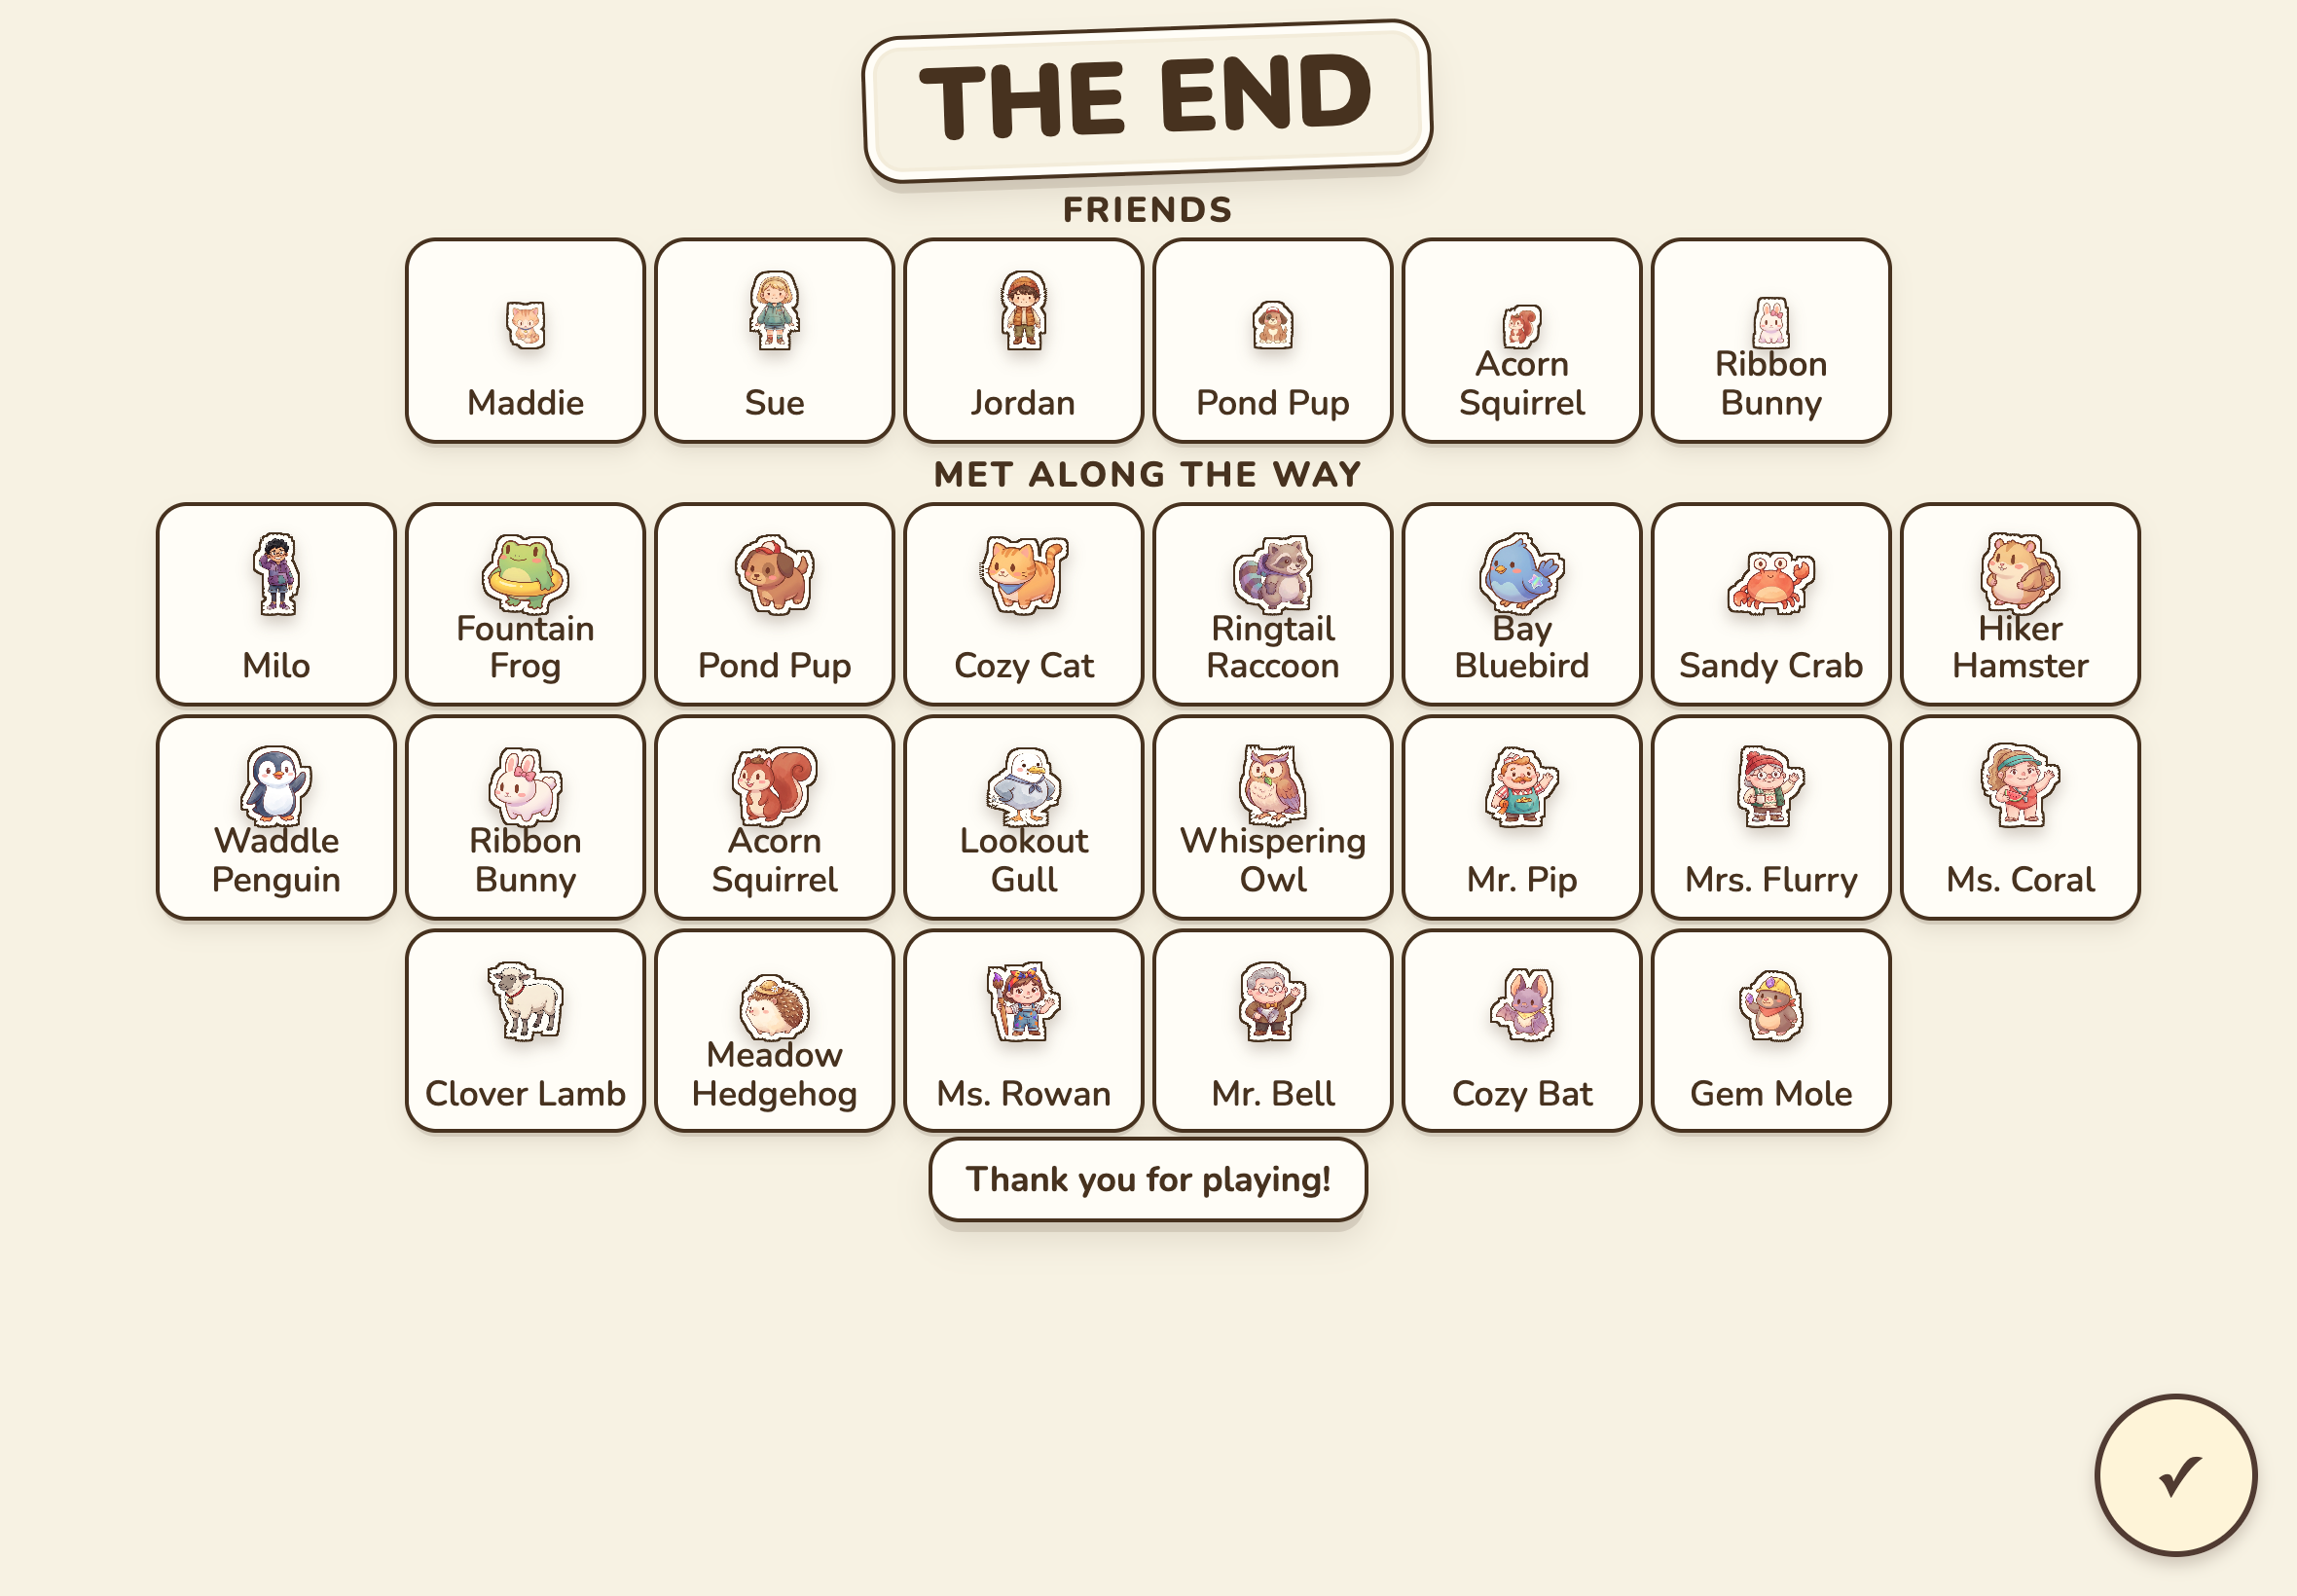 THE END
FRIENDS
Maddie
Sue
Jordan
Pond Pup
Acorn
Squirrel
Ribbon
Bunny
MET ALONG THE WAY
Milo
Fountain
Frog
Pond Pup
Cozy Cat
Ringtail
Raccoon
Bay
Bluebird
Sandy Crab
Hiker
Hamster
Waddle
Penguin
Ribbon
Bunny
Acorn
Squirrel
Lookout
Gull
Whispering
Owl
Mr. Pip
Mrs. Flurry
Ms. Coral
Clover Lamb
Meadow
Hedgehog
Ms. Rowan
Mr. Bell
Cozy Bat
Gem Mole
Thank you for playing!